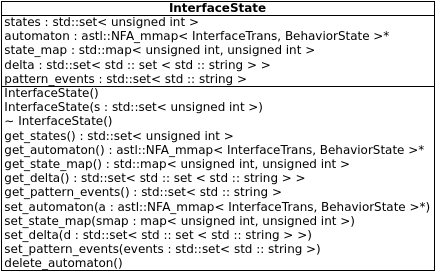 InterfaceState
states : std::set< unsigned int >
automaton : astl::NFA_mmap< InterfaceTrans, BehaviorState >*
state_map : std::map< unsigned int, unsigned int >
delta : std::set< std :: set < std :: string > >
pattern_events : std::set< std :: string >
InterfaceState()
InterfaceState(s : std::set< unsigned int >)
~ InterfaceState()
get_states() : std::set< unsigned int >
get_automaton() : astl::NFA_mmap< InterfaceTrans, BehaviorState >*
get_state_map() : std::map< unsigned int, unsigned int >
get_delta() : std::set< std :: set < std :: string > >
get_pattern_events() : std::set< std :: string >
set_automaton(a : astl::NFA_mmap< InterfaceTrans, BehaviorState >*)
set_state_map(smap : map< unsigned int, unsigned int >)
set_delta(d : std::set< std :: set < std :: string > >)
set_pattern_events(events : std::set< std :: string >)
delete_automaton()